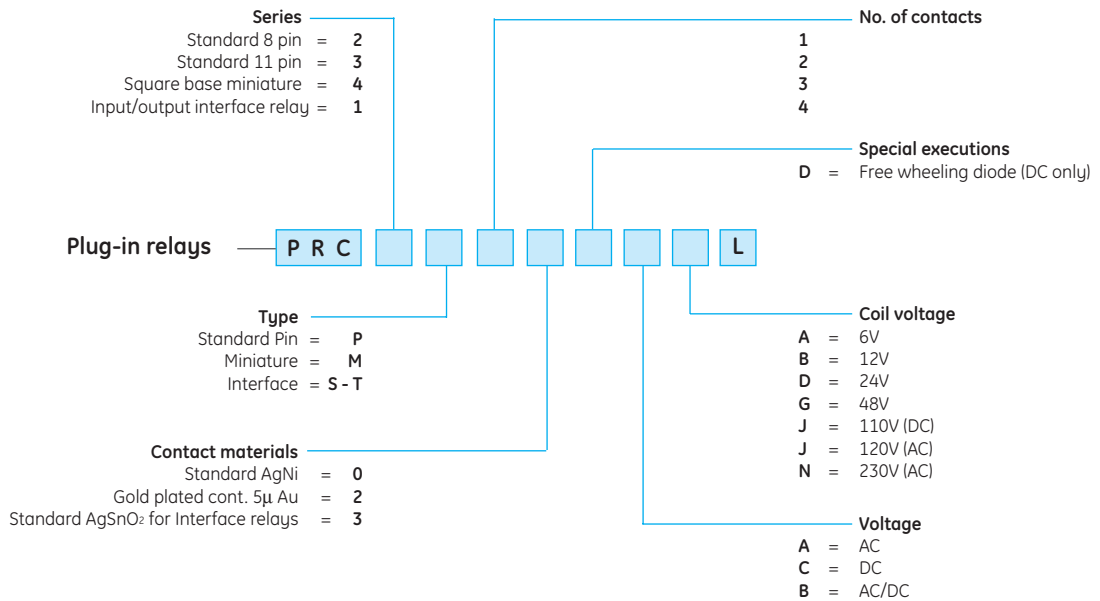 Series
Standard 8 pin = 2
Standard 11 pin = 3
Square base miniature = 4
Input/output interface relay = 1
No. of contacts
1
2
3
4
Special executions
D = Free wheeling diode (DC only)
Plug-in relays P R C L
Type
Standard Pin = P
Miniature = M
Interface = S - T
Contact materials
Standard AgNi = 0
Gold plated cont. 5µ Au = 2
Standard AgSnO₂ for Interface relays = 3
Coil voltage
A = 6V
B = 12V
D = 24V
G = 48V
J = 110V (DC)
J = 120V (AC)
N = 230V (AC)
Voltage
A = AC
C = DC
B = AC/DC